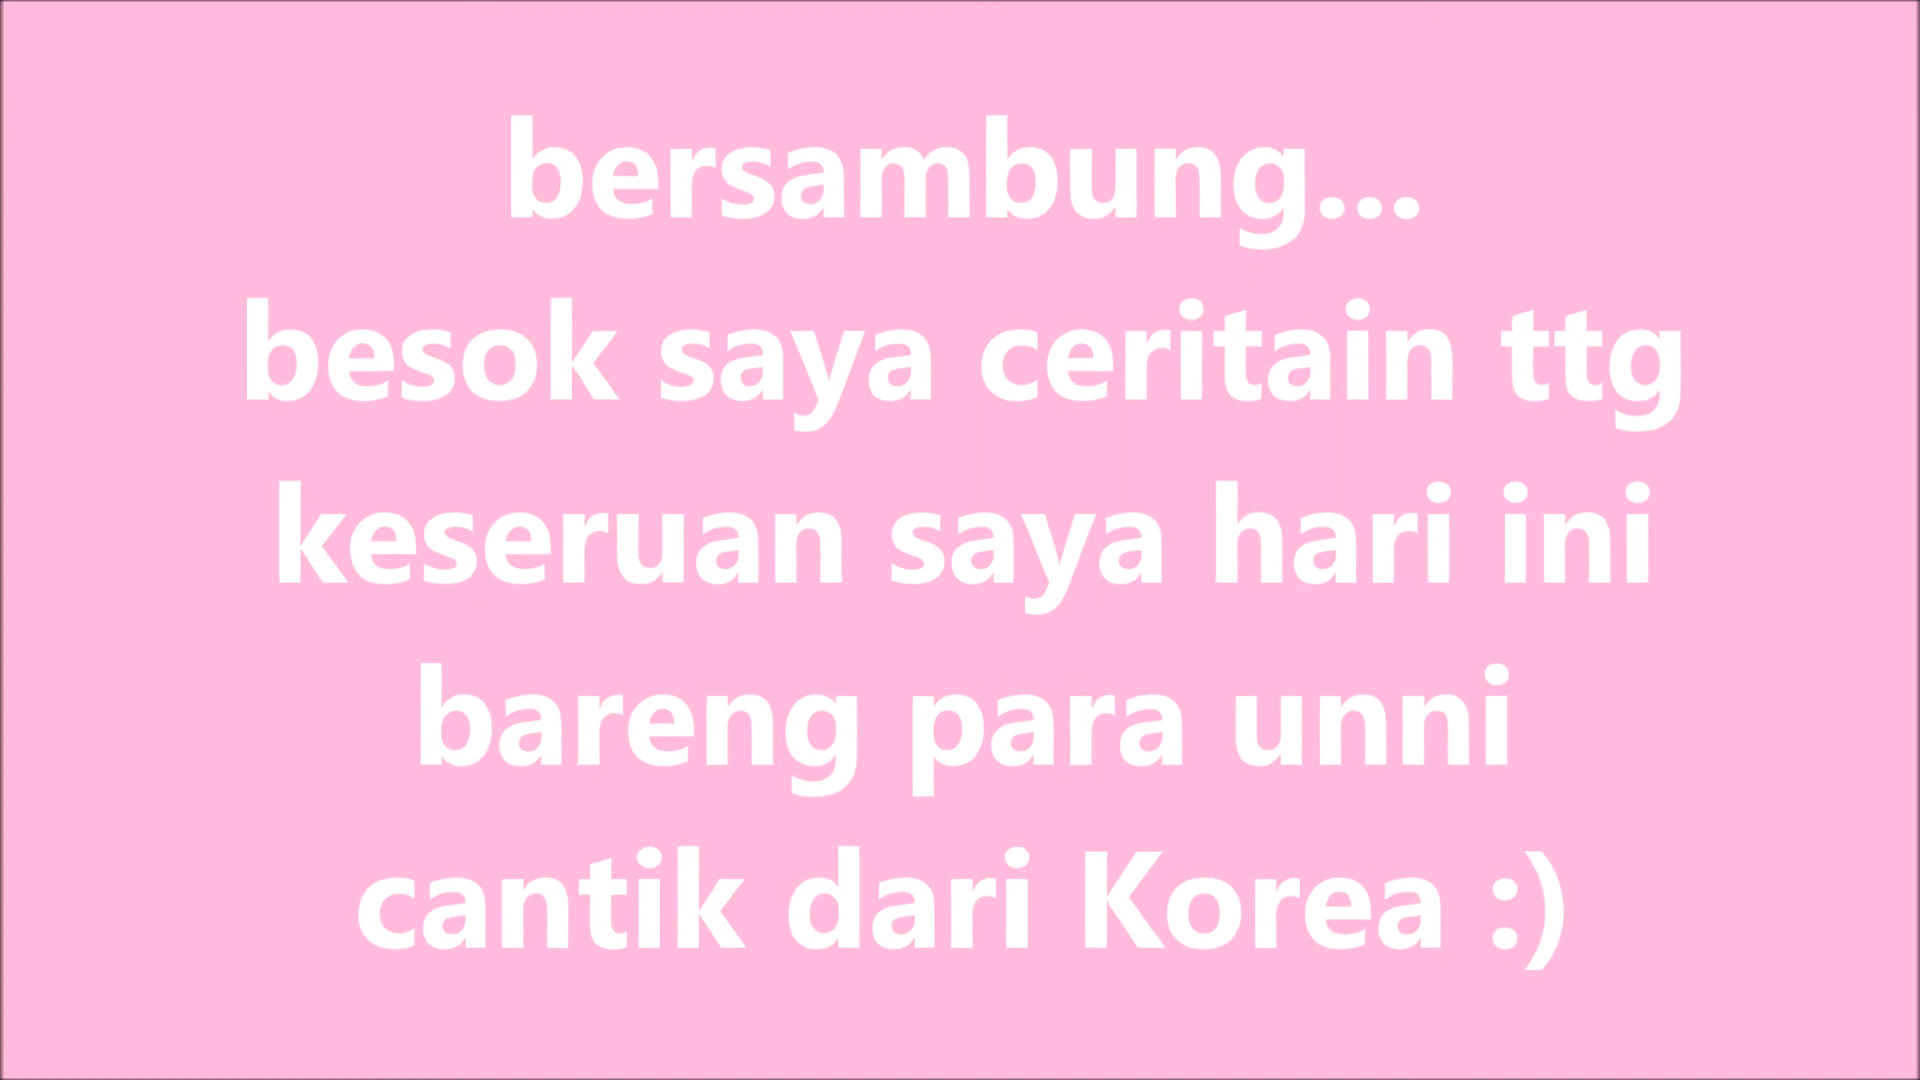 bersambung...
besok saya ceritain ttg
keseruan saya hari ini
bareng para unni
cantik dari Korea :)